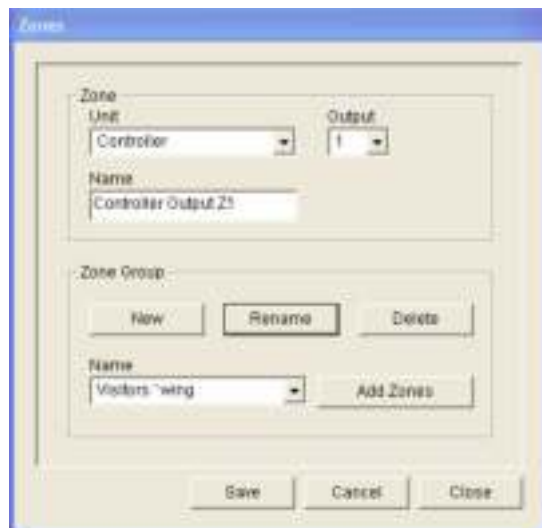 Zones
Zone
Unit Output
Controller 1
Name
Controller Output Z1
Zone Group
New Rename Delete
Name
Visitors `wing Add Zones
Save Cancel Close